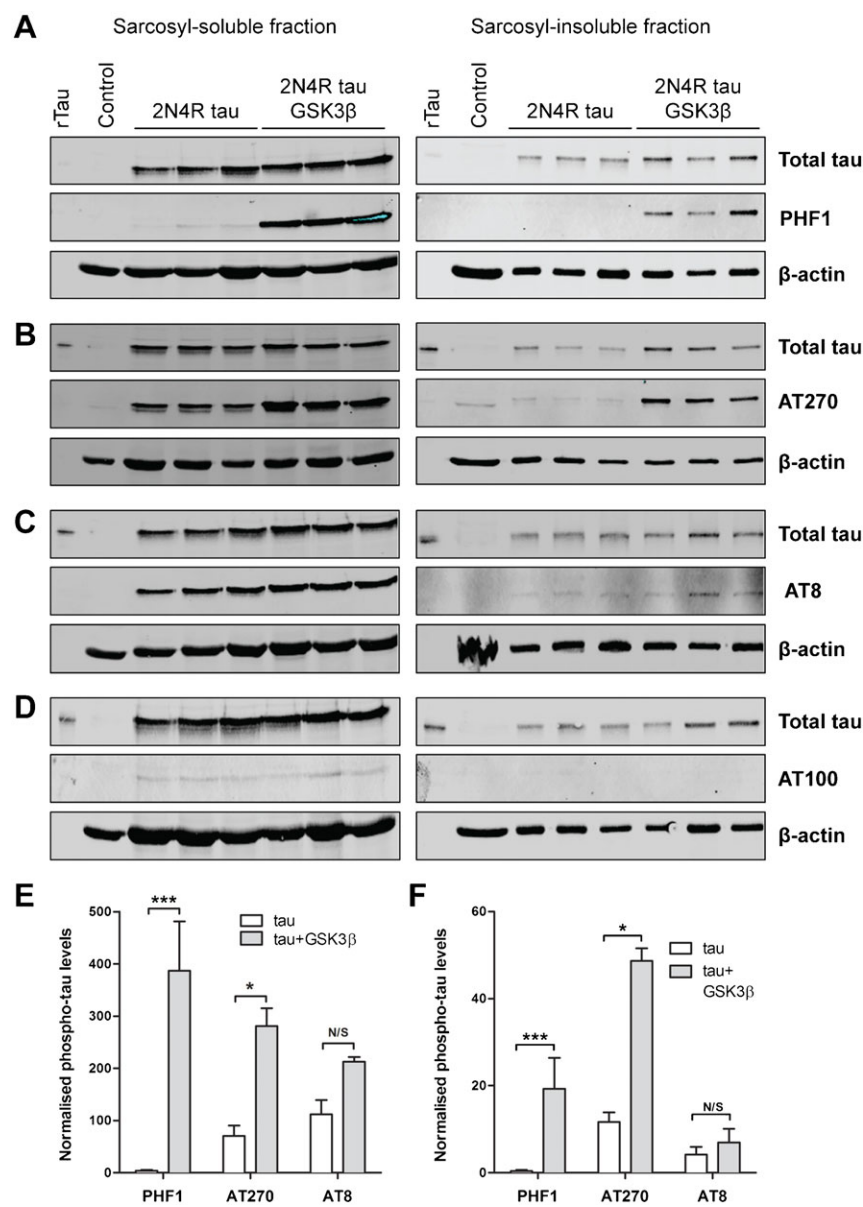 A
Sarcosyl-soluble fraction
Sarcosyl-insoluble fraction
rTau
Control
2N4R tau
2N4R tau
GSK3β
rTau
Control
2N4R tau
2N4R tau
GSK3β
Total tau
PHF1
β-actin
B
Total tau
AT270
β-actin
C
Total tau
AT8
β-actin
D
Total tau
AT100
β-actin
E
Normalised phospho-tau levels
500
400
300
200
100
0
***
*
N/S
tau
tau+GSK3β
PHF1
AT270
AT8
F
Normalised phospho-tau levels
60
40
20
0
***
*
N/S
tau
tau+
GSK3β
PHF1
AT270
AT8